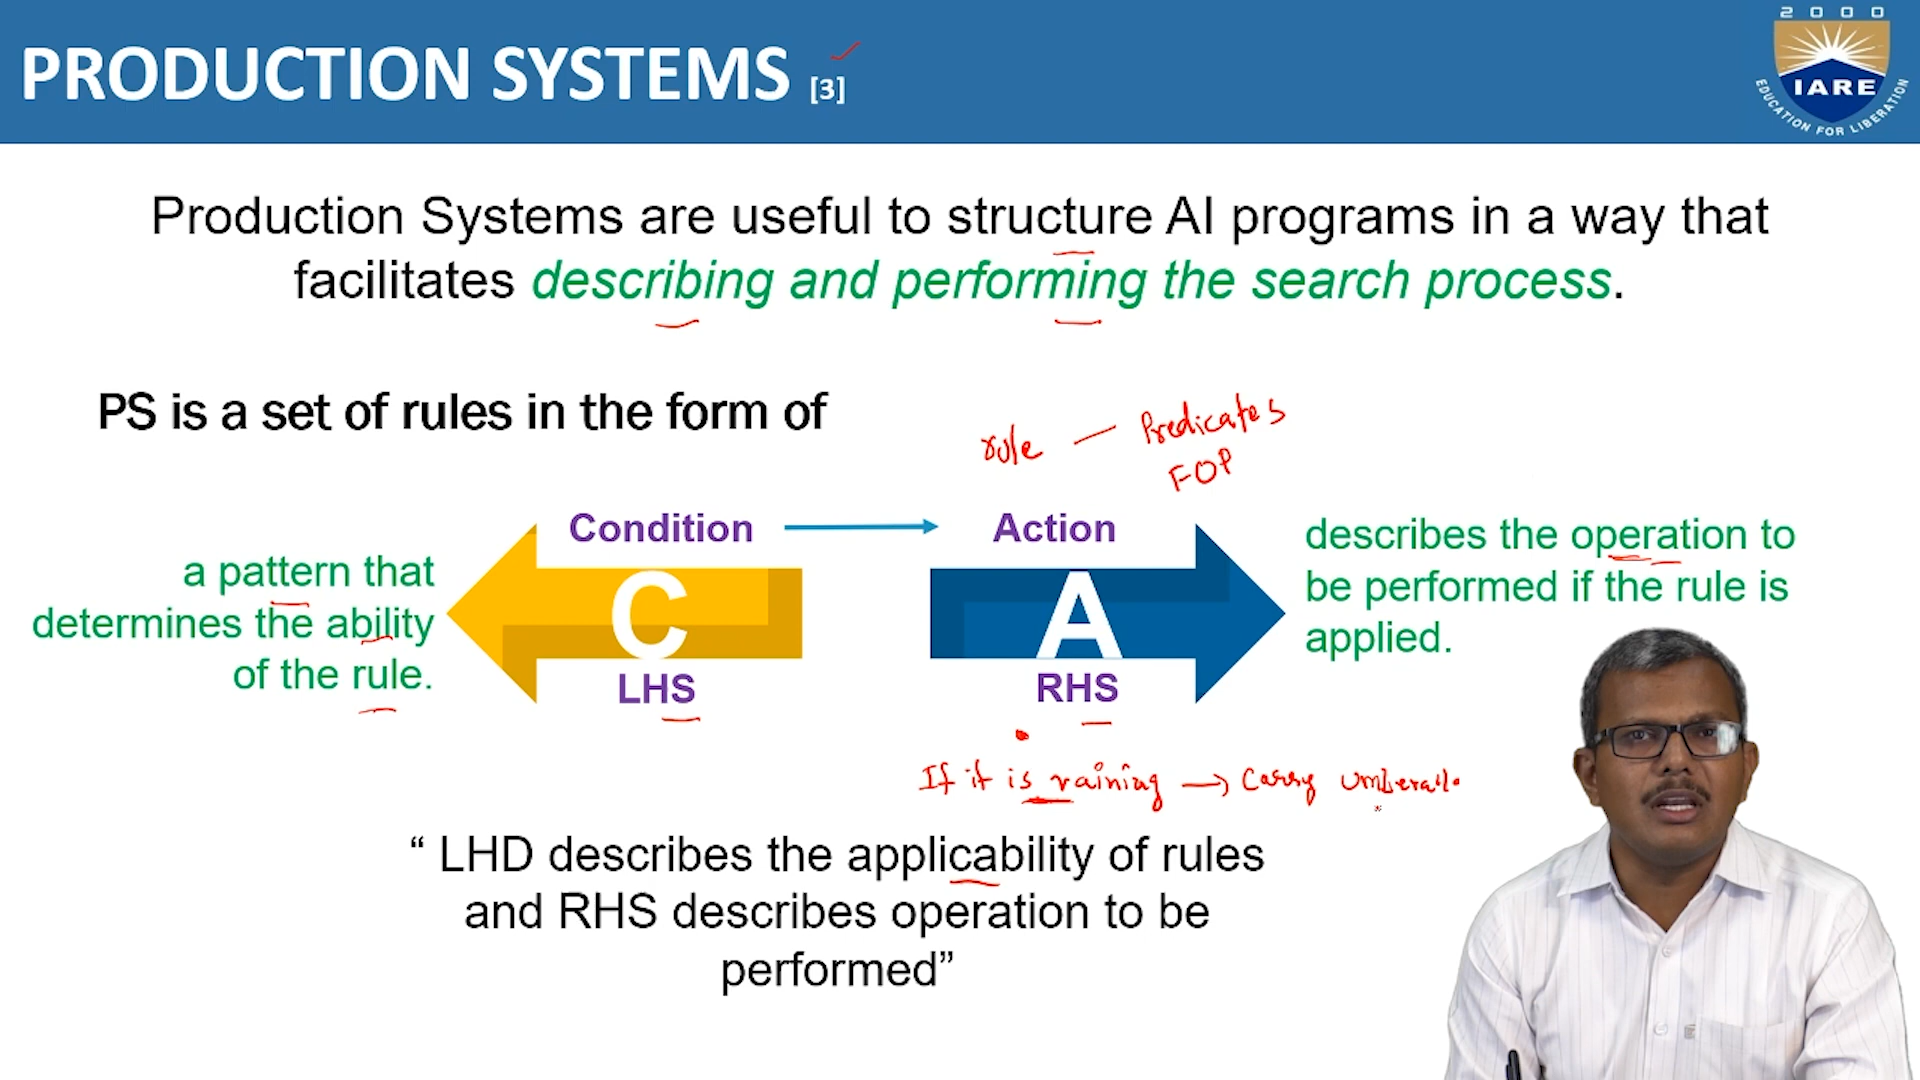 PRODUCTION SYSTEMS [3]
2 0 0 0
IARE
EDUCATION FOR LIBERATION
Production Systems are useful to structure AI programs in a way that
facilitates describing and performing the search process.
PS is a set of rules in the form of
rule — Predicates
FOP
Condition
Action
a pattern that
determines the ability
of the rule.
C
LHS
A
RHS
describes the operation to
be performed if the rule is
applied.
If it is raining → Carry umberalla
“ LHD describes the applicability of rules
and RHS describes operation to be
performed”